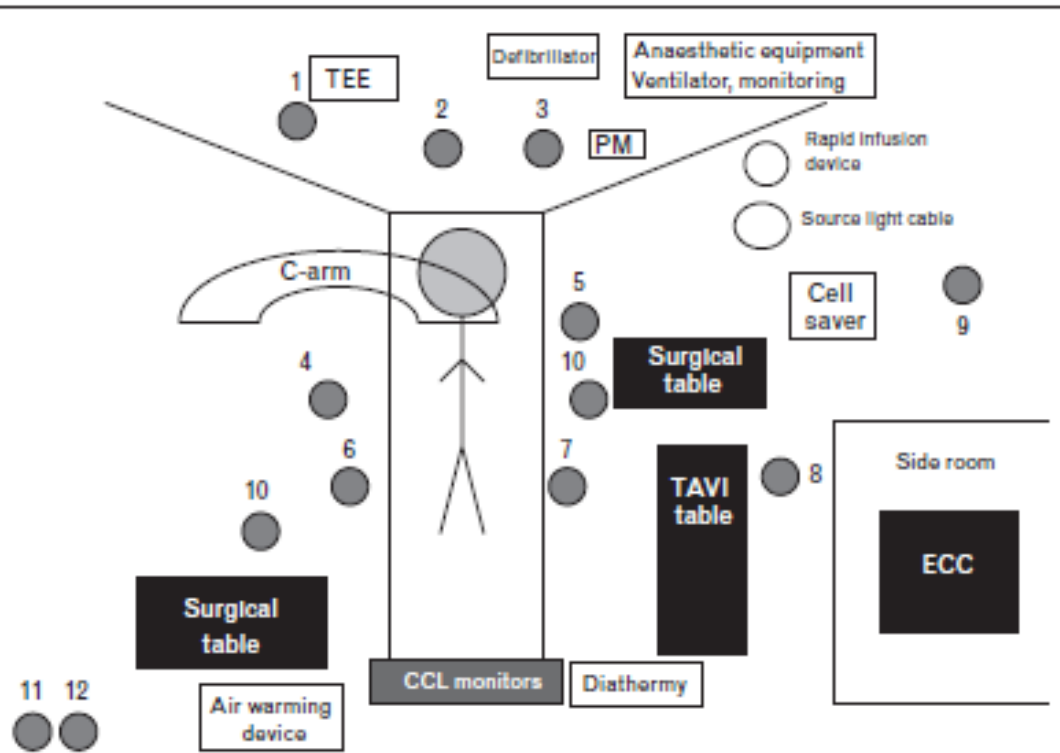 Defibrillator
Anaesthetic equipment
Ventilator, monitoring
1
TEE
2
3
PM
Rapid infusion
device
Source light cable
C-arm
5
Cell
saver
9
4
10
Surgical
table
6
7
8
Side room
TAVI
table
10
ECC
Surgical
table
CCL monitors
Diathermy
11
12
Air warming
device